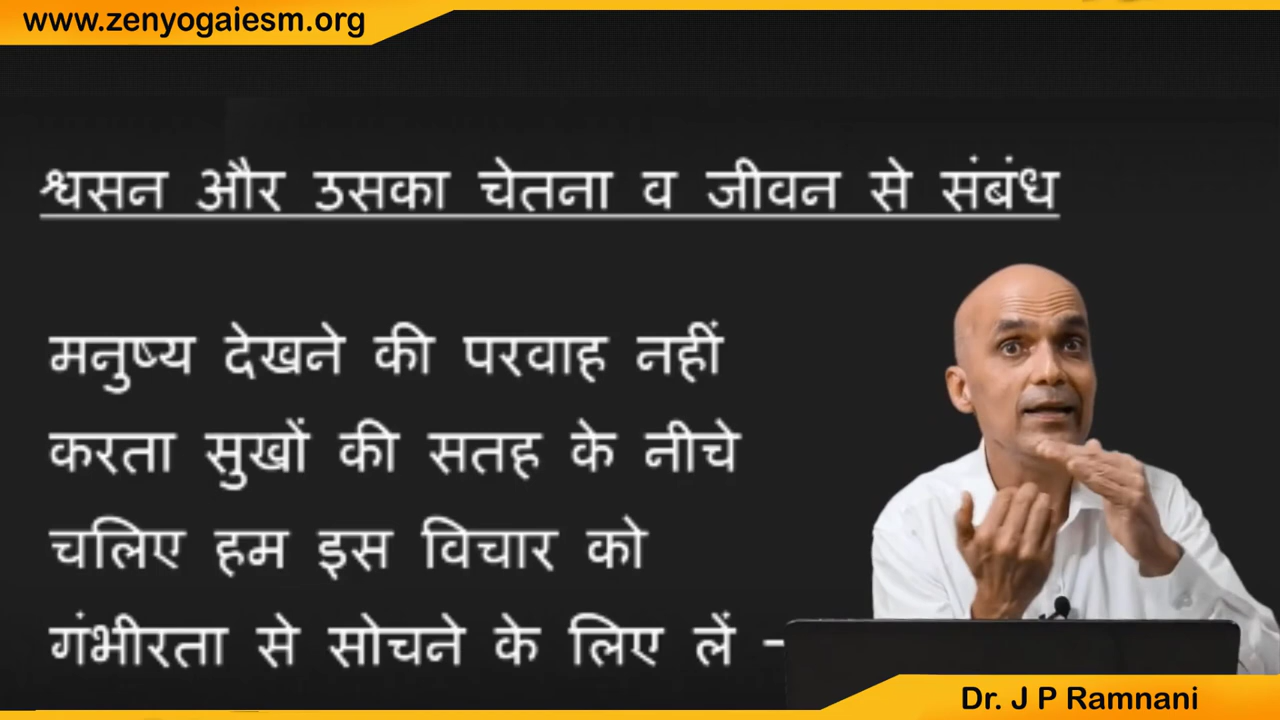 www.zenyogaiesm.org
श्वसन और उसका चेतना व जीवन से संबंध
मनुष्य देखने की परवाह नहीं
करता सुखों की सतह के नीचे
चलिए हम इस विचार को
गंभीरता से सोचने के लिए लें -
Dr. J P Ramnani